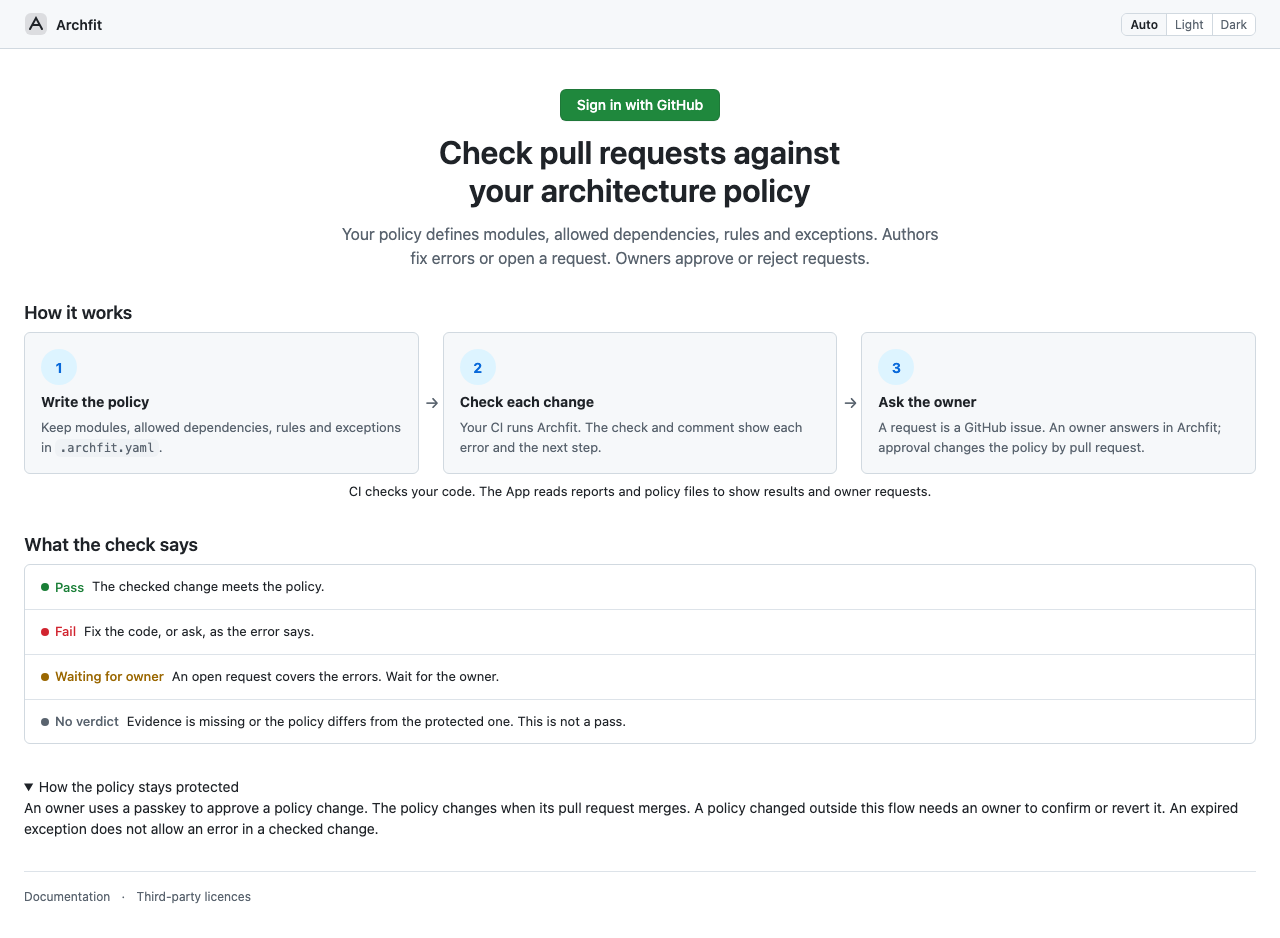 Archfit
Auto Light Dark
Sign in with GitHub
Check pull requests against
your architecture policy
Your policy defines modules, allowed dependencies, rules and exceptions. Authors
fix errors or open a request. Owners approve or reject requests.
How it works
1
Write the policy
Keep modules, allowed dependencies, rules and exceptions
in .archfit.yaml.
→
2
Check each change
Your CI runs Archfit. The check and comment show each
error and the next step.
→
3
Ask the owner
A request is a GitHub issue. An owner answers in Archfit;
approval changes the policy by pull request.
CI checks your code. The App reads reports and policy files to show results and owner requests.
What the check says
Pass The checked change meets the policy.
Fail Fix the code, or ask, as the error says.
Waiting for owner An open request covers the errors. Wait for the owner.
No verdict Evidence is missing or the policy differs from the protected one. This is not a pass.
▼ How the policy stays protected
An owner uses a passkey to approve a policy change. The policy changes when its pull request merges. A policy changed outside this flow needs an owner to confirm or revert it. An expired
exception does not allow an error in a checked change.
Documentation · Third-party licences